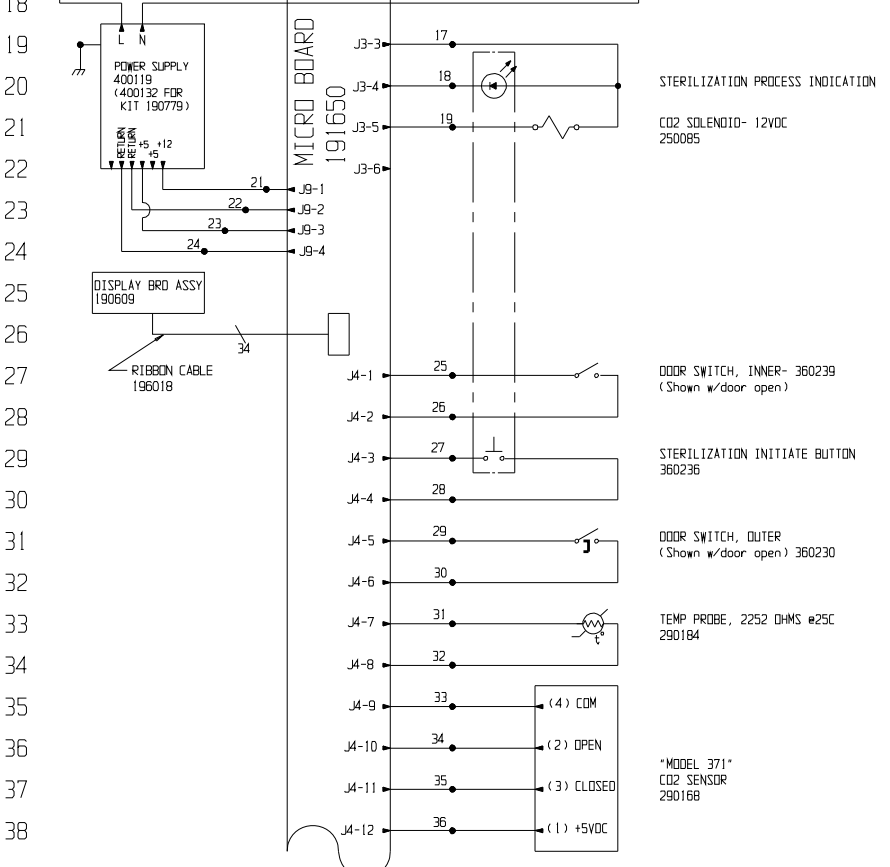 18
19
L N
J3-3
17
POWER SUPPLY
400119
(400132 FOR
KIT 190779)
MICRO BOARD
191650
20
J3-4
18
STERILIZATION PROCESS INDICATION
21
J3-5
19
CO2 SOLENOID- 12VDC
250085
RETURN
RETURN
+5
+5
+12
22
J3-6
21
J9-1
23
22
J9-2
23
J9-3
24
24
J9-4
25
DISPLAY BRD ASSY
190609
26
34
RIBBON CABLE
196018
27
J4-1
25
DOOR SWITCH, INNER- 360239
(Shown w/door open)
28
J4-2
26
29
J4-3
27
STERILIZATION INITIATE BUTTON
360236
30
J4-4
28
31
J4-5
29
J
DOOR SWITCH, OUTER
(Shown w/door open) 360230
32
J4-6
30
33
J4-7
31
t°
TEMP PROBE, 2252 OHMS @25C
290184
34
J4-8
32
35
J4-9
33
(4) COM
36
J4-10
34
(2) OPEN
37
J4-11
35
(3) CLOSED
"MODEL 371"
CO2 SENSOR
290168
38
J4-12
36
(1) +5VDC